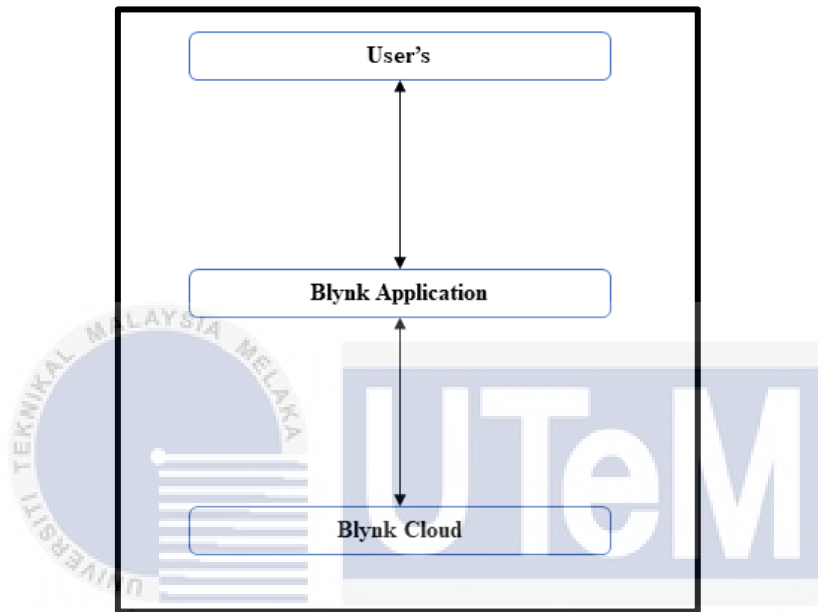 User's
Blynk Application
UNIVERSITI TEKNIKAL MALAYSIA MELAKA
UTeM
Blynk Cloud